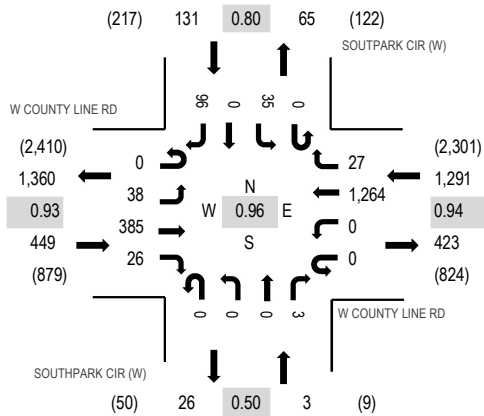 (217) 131 0.80 65 (122)
SOUTPARK CIR (W)
96 0 35 0
W COUNTY LINE RD
(2,410)
1,360
0.93
449
(879)
0
38
385
26
N
W 0.96 E
S
27
1,264
0
0
(2,301)
1,291
0.94
423
(824)
0 0 0 3
W COUNTY LINE RD
SOUTHPARK CIR (W)
(50) 26 0.50 3 (9)